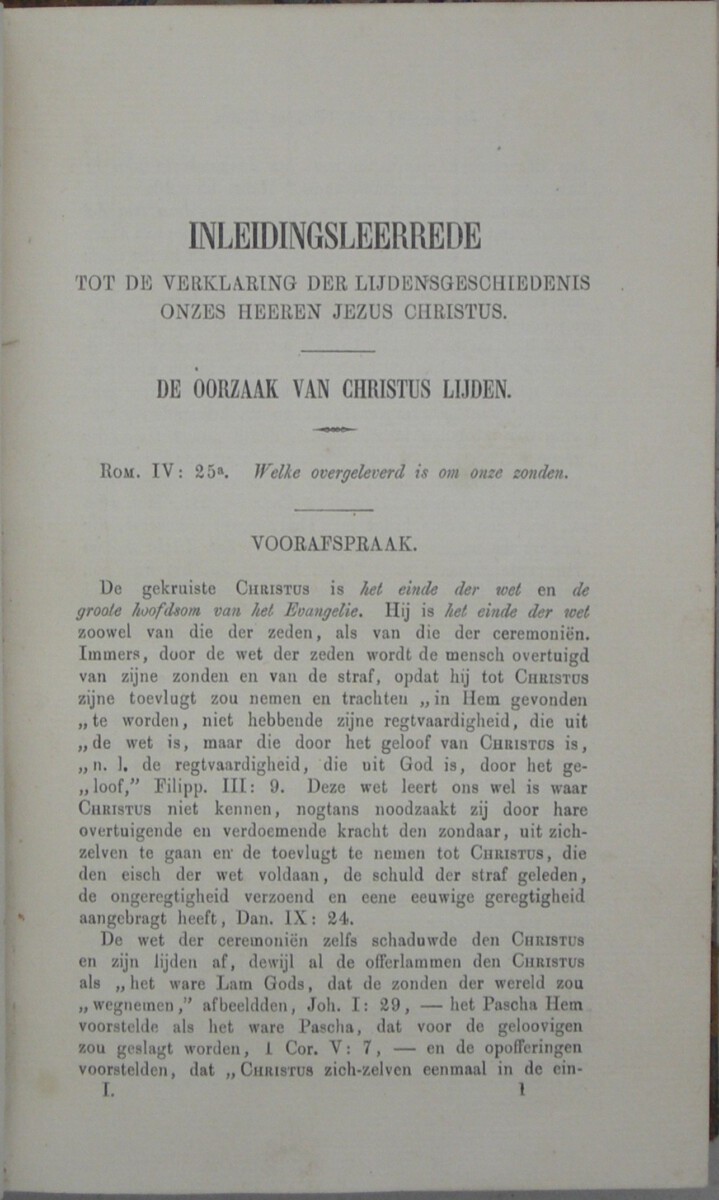 INLEIDINGSLEERREDE
TOT DE VERKLARING DER LIJDENSGESCHIEDENIS
ONZES HEEREN JEZUS CHRISTUS.
DE OORZAAK VAN CHRISTUS LIJDEN.
ROM. IV: 25a. Welke overgeleverd is om onze zonden.
VOORAFSPRAAK.
De gekruiste CHRISTUS is het einde der wet en de
groote hoofdsom van het Evangelie. Hij is het einde der wet
zoowel van die der zeden, als van die der ceremoniën.
Immers, door de wet der zeden wordt de mensch overtuigd
van zijne zonden en van de straf, opdat hij tot CHRISTUS
zijne toevlugt zou nemen en trachten „in Hem gevonden
„te worden, niet hebbende zijne regtvaardigheid, die uit
„de wet is, maar die door het geloof van CHRISTUS is,
„n. l. de regtvaardigheid, die uit God is, door het ge-
„loof,” Filipp. III: 9. Deze wet leert ons wel is waar
CHRISTUS niet kennen, nogtans noodzaakt zij door hare
overtuigende en verdoemende kracht den zondaar, uit zich-
zelven te gaan en de toevlugt te nemen tot CHRISTUS, die
den eisch der wet voldaan, de schuld der straf geleden,
de ongeregtigheid verzoend en eene eeuwige geregtigheid
aangebragt heeft, Dan. IX: 24.
De wet der ceremoniën zelfs schaduwde den CHRISTUS
en zijn lijden af, dewijl al de offerlammen den CHRISTUS
als „het ware Lam Gods, dat de zonden der wereld zou
„wegnemen,” afbeeldden, Joh. I: 29, — het Pascha Hem
voorstelde als het ware Pascha, dat voor de geloovigen
zou geslagt worden, 1 Cor. V: 7, — en de opofferingen
voorstelden, dat „CHRISTUS zich-zelven eenmaal in de ein-
I. 1